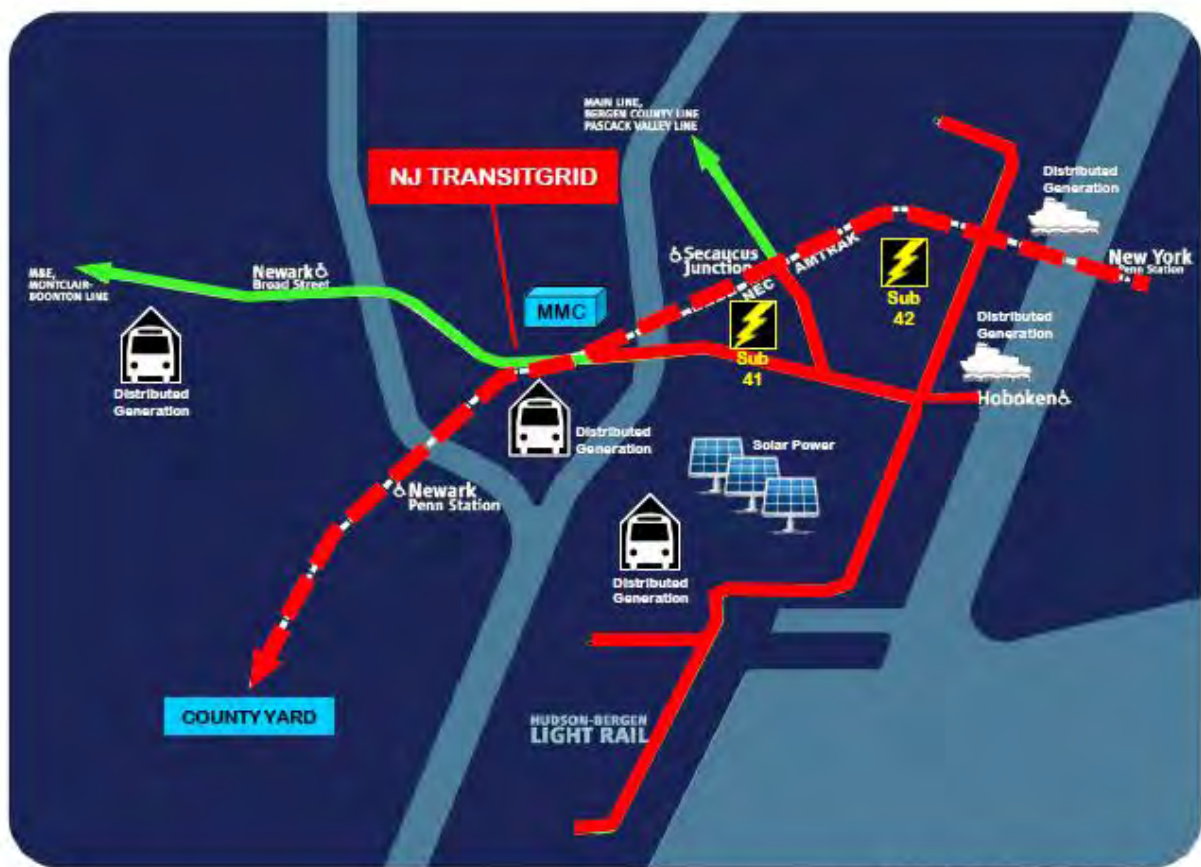 MAIN LINE,
BERGEN COUNTY LINE
PASCACK VALLEY LINE
NJ TRANSITGRID
Distributed
Generation
Secaucus
Junction
AMTRAK
NEC
New York
Penn Station
M&E,
MONTCLAIR-
BOONTON LINE
Newark
Broad Street
MMC
Sub
42
Sub
41
Distributed
Generation
Hoboken
Distributed
Generation
Distributed
Generation
Solar Power
Newark
Penn Station
Distributed
Generation
COUNTY YARD
HUDSON-BERGEN
LIGHT RAIL